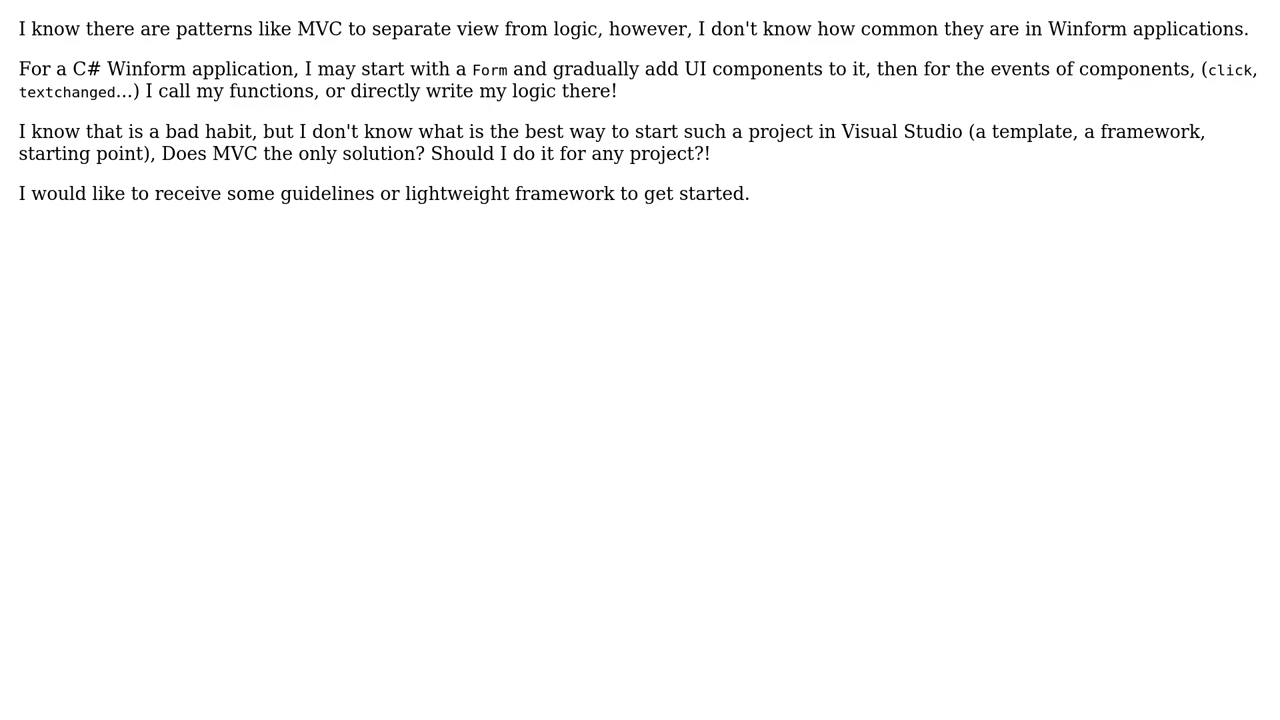 I know there are patterns like MVC to separate view from logic, however, I don't know how common they are in Winform applications.
For a C# Winform application, I may start with a Form and gradually add UI components to it, then for the events of components, (click,
textchanged...) I call my functions, or directly write my logic there!
I know that is a bad habit, but I don't know what is the best way to start such a project in Visual Studio (a template, a framework,
starting point), Does MVC the only solution? Should I do it for any project?!
I would like to receive some guidelines or lightweight framework to get started.